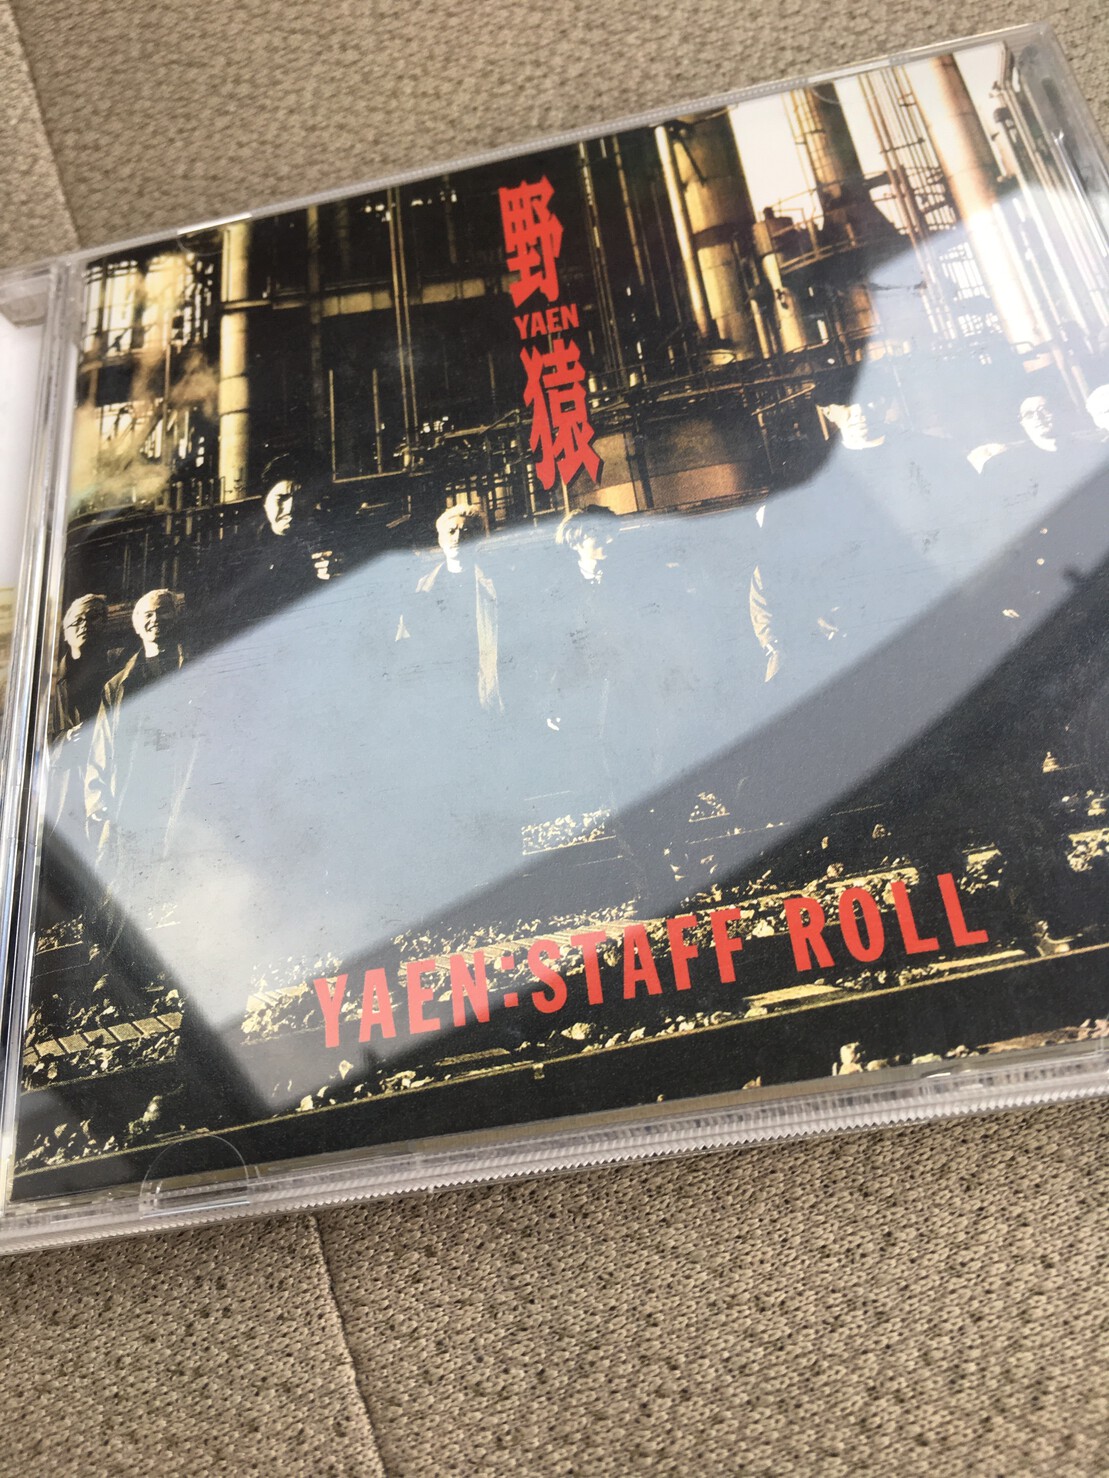 野
YAEN
猿
YAEN:STAFF ROLL